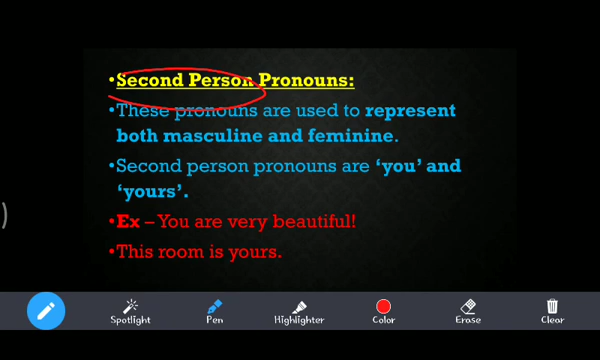 •Second Person Pronouns:
•These pronouns are used to represent
both masculine and feminine.
•Second person pronouns are ‘you’ and
‘yours’.
•Ex – You are very beautiful!
•This room is yours.
Spotlight Pen Highlighter Color Erase Clear